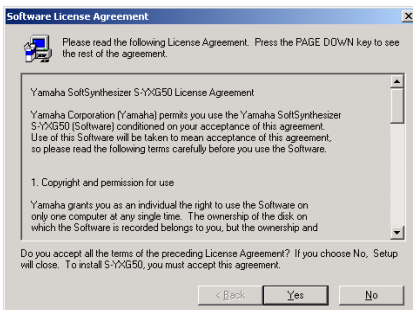 Software License Agreement
Please read the following License Agreement. Press the PAGE DOWN key to see
the rest of the agreement.
Yamaha SoftSynthesizer S-YXG50 License Agreement
Yamaha Corporation (Yamaha) permits you use the Yamaha SoftSynthesizer
S-YXG50 (Software) conditioned on your acceptance of this agreement.
Use of this Software will be taken to mean acceptance of this agreement,
so please read the following terms carefully before you use the Software.
1. Copyright and permission for use
Yamaha grants you as an individual the right to use the Software on
only one computer at any single time. The ownership of the disk on
which the Software is recorded belongs to you, but the ownership and
Do you accept all the terms of the preceding License Agreement? If you choose No, Setup
will close. To install S-YXG50, you must accept this agreement.
< Back Yes No